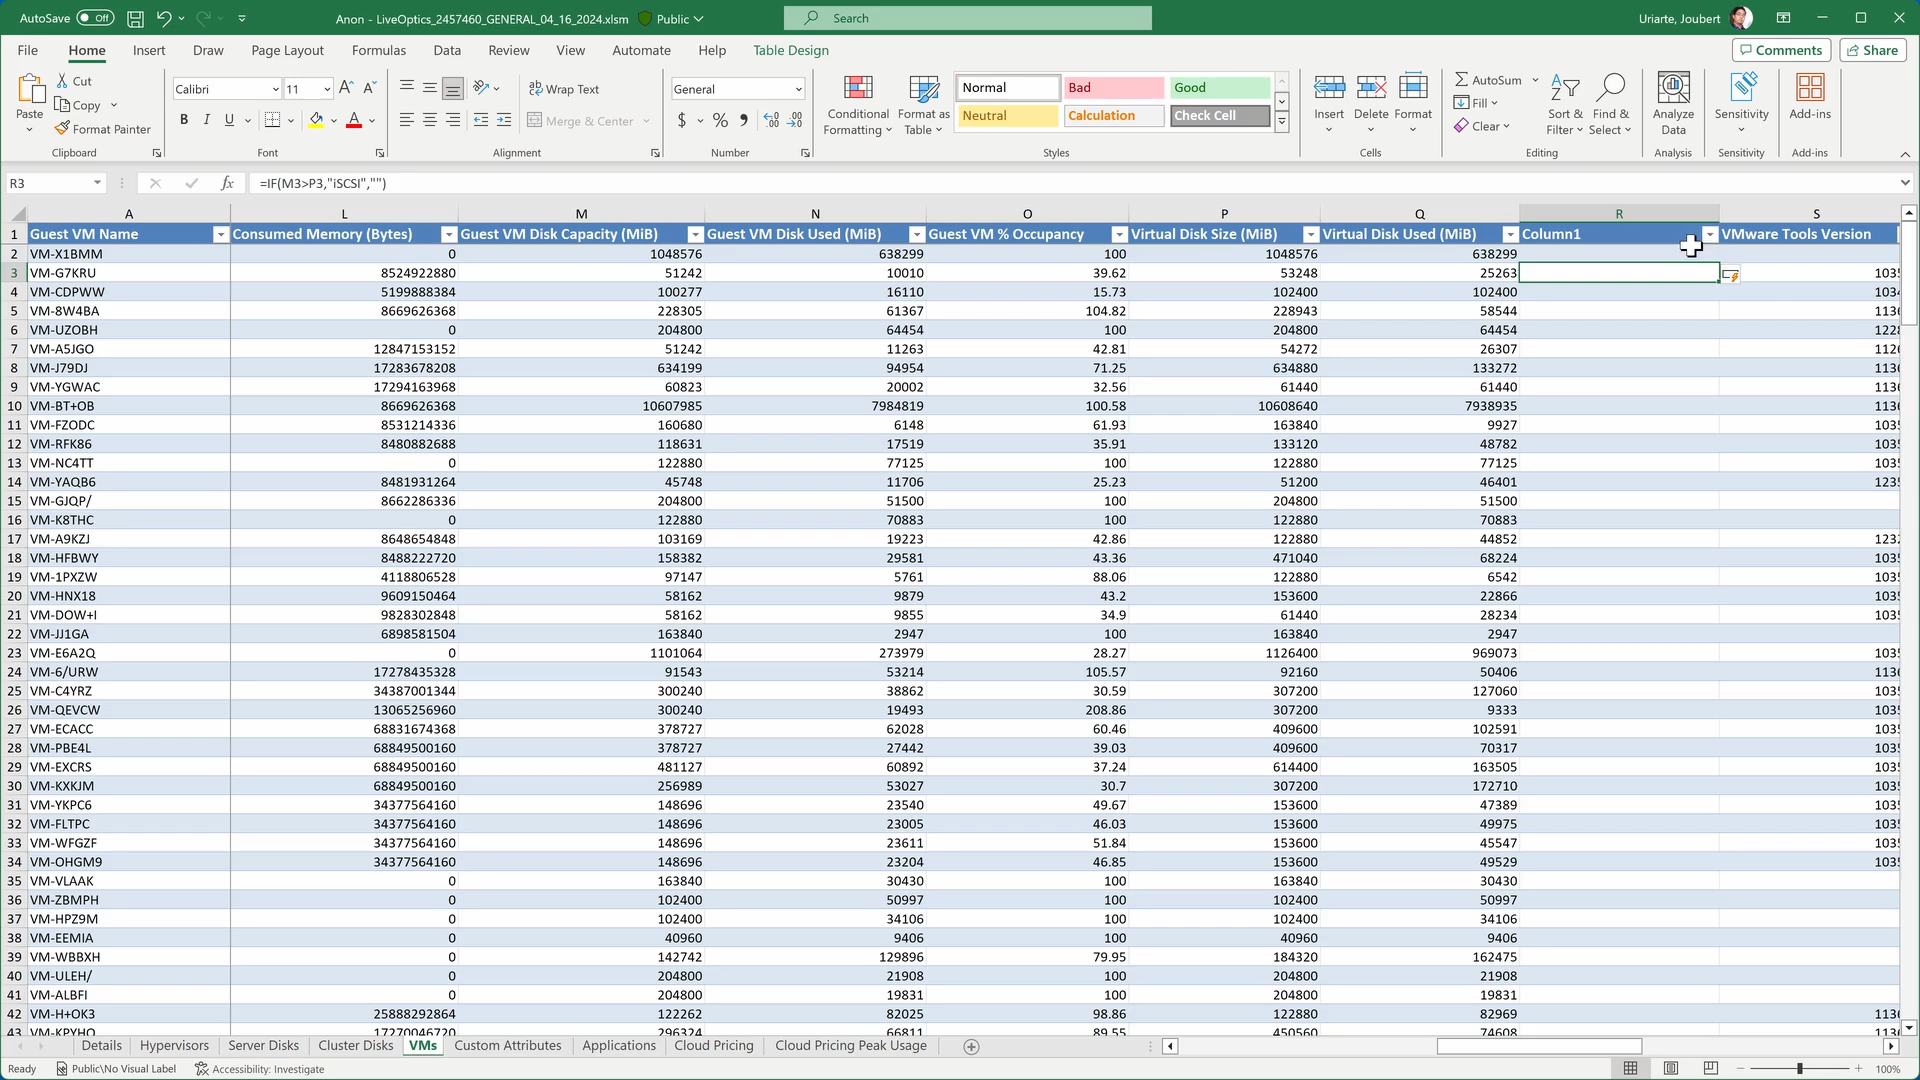 AutoSave Off Anon - LiveOptics_2457460_GENERAL_04_16_2024.xlsm Public Search Uriarte, Joubert
File Home Insert Draw Page Layout Formulas Data Review View Automate Help Table Design Comments Share
Paste Cut Copy Format Painter Clipboard
Calibri 11 B I U A Font
Wrap Text Merge & Center Alignment
General $ % Number
Conditional Formatting Format as Table Normal Bad Good Neutral Calculation Check Cell Styles
Insert Delete Format Cells
AutoSum Fill Clear Sort & Filter Find & Select Editing
Analyze Data Analysis Sensitivity Sensitivity Add-ins Add-ins
R3 fx =IF(M3>P3,"iSCSI","")
A L M N O P Q R S
1 Guest VM Name Consumed Memory (Bytes) Guest VM Disk Capacity (MiB) Guest VM Disk Used (MiB) Guest VM % Occupancy Virtual Disk Size (MiB) Virtual Disk Used (MiB) Column1 VMware Tools Version
2 VM-X1BMM 0 1048576 638299 100 1048576 638299
3 VM-G7KRU 8524922880 51242 10010 39.62 53248 25263 1035
4 VM-CDPWW 5199888384 100277 16110 15.73 102400 102400 1034
5 VM-8W4BA 8669626368 228305 61367 104.82 228943 58544 1136
6 VM-UZOBH 0 204800 64454 100 204800 64454 1228
7 VM-A5JGO 12847153152 51242 11263 42.81 54272 26307 1126
8 VM-J79DJ 17283678208 634199 94954 71.25 634880 133272 1136
9 VM-YGWAC 17294163968 60823 20002 32.56 61440 61440 1136
10 VM-BT+OB 8669626368 10607985 7984819 100.58 10608640 7938935 1136
11 VM-FZODC 8531214336 160680 6148 61.93 163840 9927 1035
12 VM-RFK86 8480882688 118631 17519 35.91 133120 48782 1035
13 VM-NC4TT 0 122880 77125 100 122880 77125 1035
14 VM-YAQB6 8481931264 45748 11706 25.23 51200 46401 1235
15 VM-GJQP/ 8662286336 204800 51500 100 204800 51500
16 VM-K8THC 0 122880 70883 100 122880 70883
17 VM-A9KZJ 8648654848 103169 19223 42.86 122880 44852 1232
18 VM-HFBWY 8488222720 158382 29581 43.36 471040 68224 1035
19 VM-1PXZW 4118806528 97147 5761 88.06 122880 6542 1035
20 VM-HNX18 9609150464 58162 9879 43.2 153600 22866 1035
21 VM-DOW+I 9828302848 58162 9855 34.9 61440 28234 1035
22 VM-JJ1GA 6898581504 163840 2947 100 163840 2947
23 VM-E6A2Q 0 1101064 273979 28.27 1126400 969073 1035
24 VM-6/URW 17278435328 91543 53214 105.57 92160 50406 1136
25 VM-C4YRZ 34387001344 300240 38862 30.59 307200 127060 1035
26 VM-QEVCW 13065256960 300240 19493 208.86 307200 9333 1035
27 VM-ECACC 68831674368 378727 62028 60.46 409600 102591 1035
28 VM-PBE4L 68849500160 378727 27442 39.03 409600 70317 1035
29 VM-EXCRS 68849500160 481127 60892 37.24 614400 163505 1035
30 VM-KXKJM 68849500160 256989 53027 30.7 307200 172710 1035
31 VM-YKPC6 34377564160 148696 23540 49.67 153600 47389 1035
32 VM-FLTPC 34377564160 148696 23005 46.03 153600 49975 1035
33 VM-WFGZF 34377564160 148696 23611 51.84 153600 45547 1035
34 VM-OHGM9 34377564160 148696 23204 46.85 153600 49529 1035
35 VM-VLAAK 0 163840 30430 100 163840 30430
36 VM-ZBMPH 0 102400 50997 100 102400 50997
37 VM-HPZ9M 0 102400 34106 100 102400 34106
38 VM-EEMIA 0 40960 9406 100 40960 9406
39 VM-WBBXH 0 142742 129896 79.95 184320 162475
40 VM-ULEH/ 0 204800 21908 100 204800 21908
41 VM-ALBFI 0 204800 19831 100 204800 19831
42 VM-H+OK3 25888292864 122262 82025 98.86 122880 82969 1136
43 VM-KPYHO 17270046720 296324 66811 89.55 450560 74608 1136
Details Hypervisors Server Disks Cluster Disks VMs Custom Attributes Applications Cloud Pricing Cloud Pricing Peak Usage
Ready Public\No Visual Label Accessibility: Investigate 100%